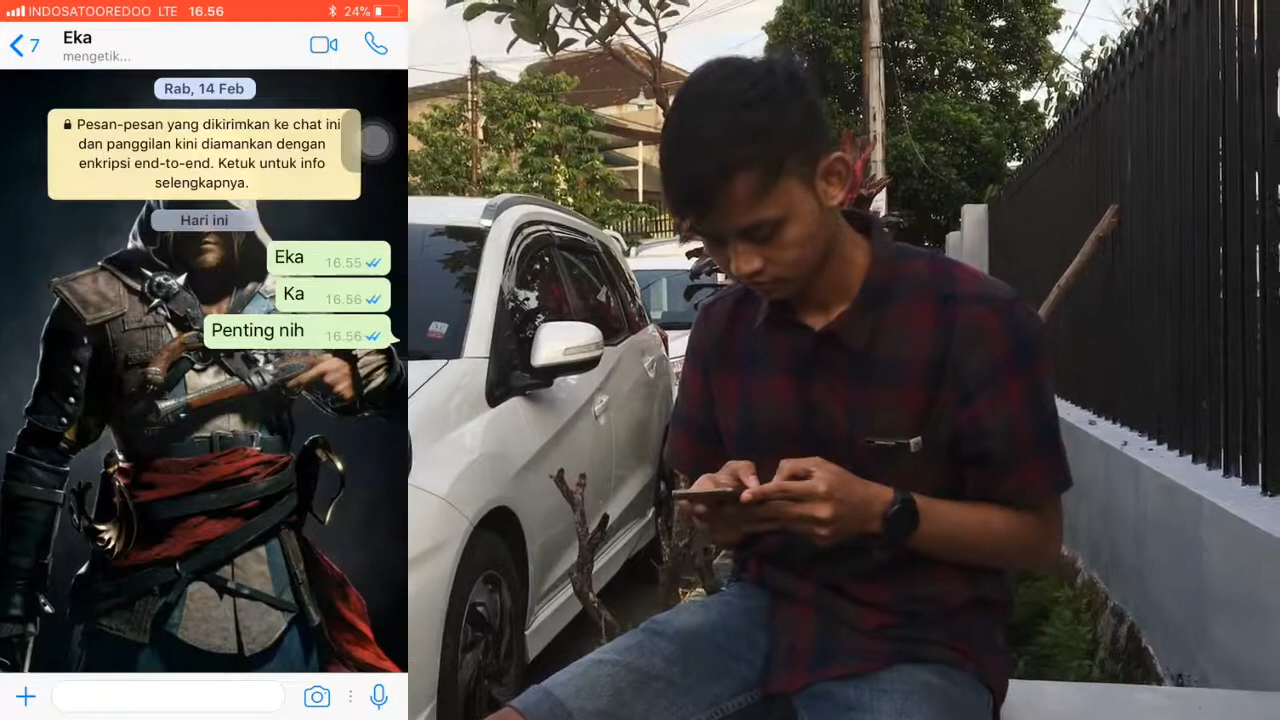 INDOSATOOREDOO LTE 16.56 24%
7 Eka
mengetik...
Rab, 14 Feb
Pesan-pesan yang dikirimkan ke chat ini
dan panggilan kini diamankan dengan
enkripsi end-to-end. Ketuk untuk info
selengkapnya.
Hari ini
Eka 16.55
Ka 16.56
Penting nih 16.56